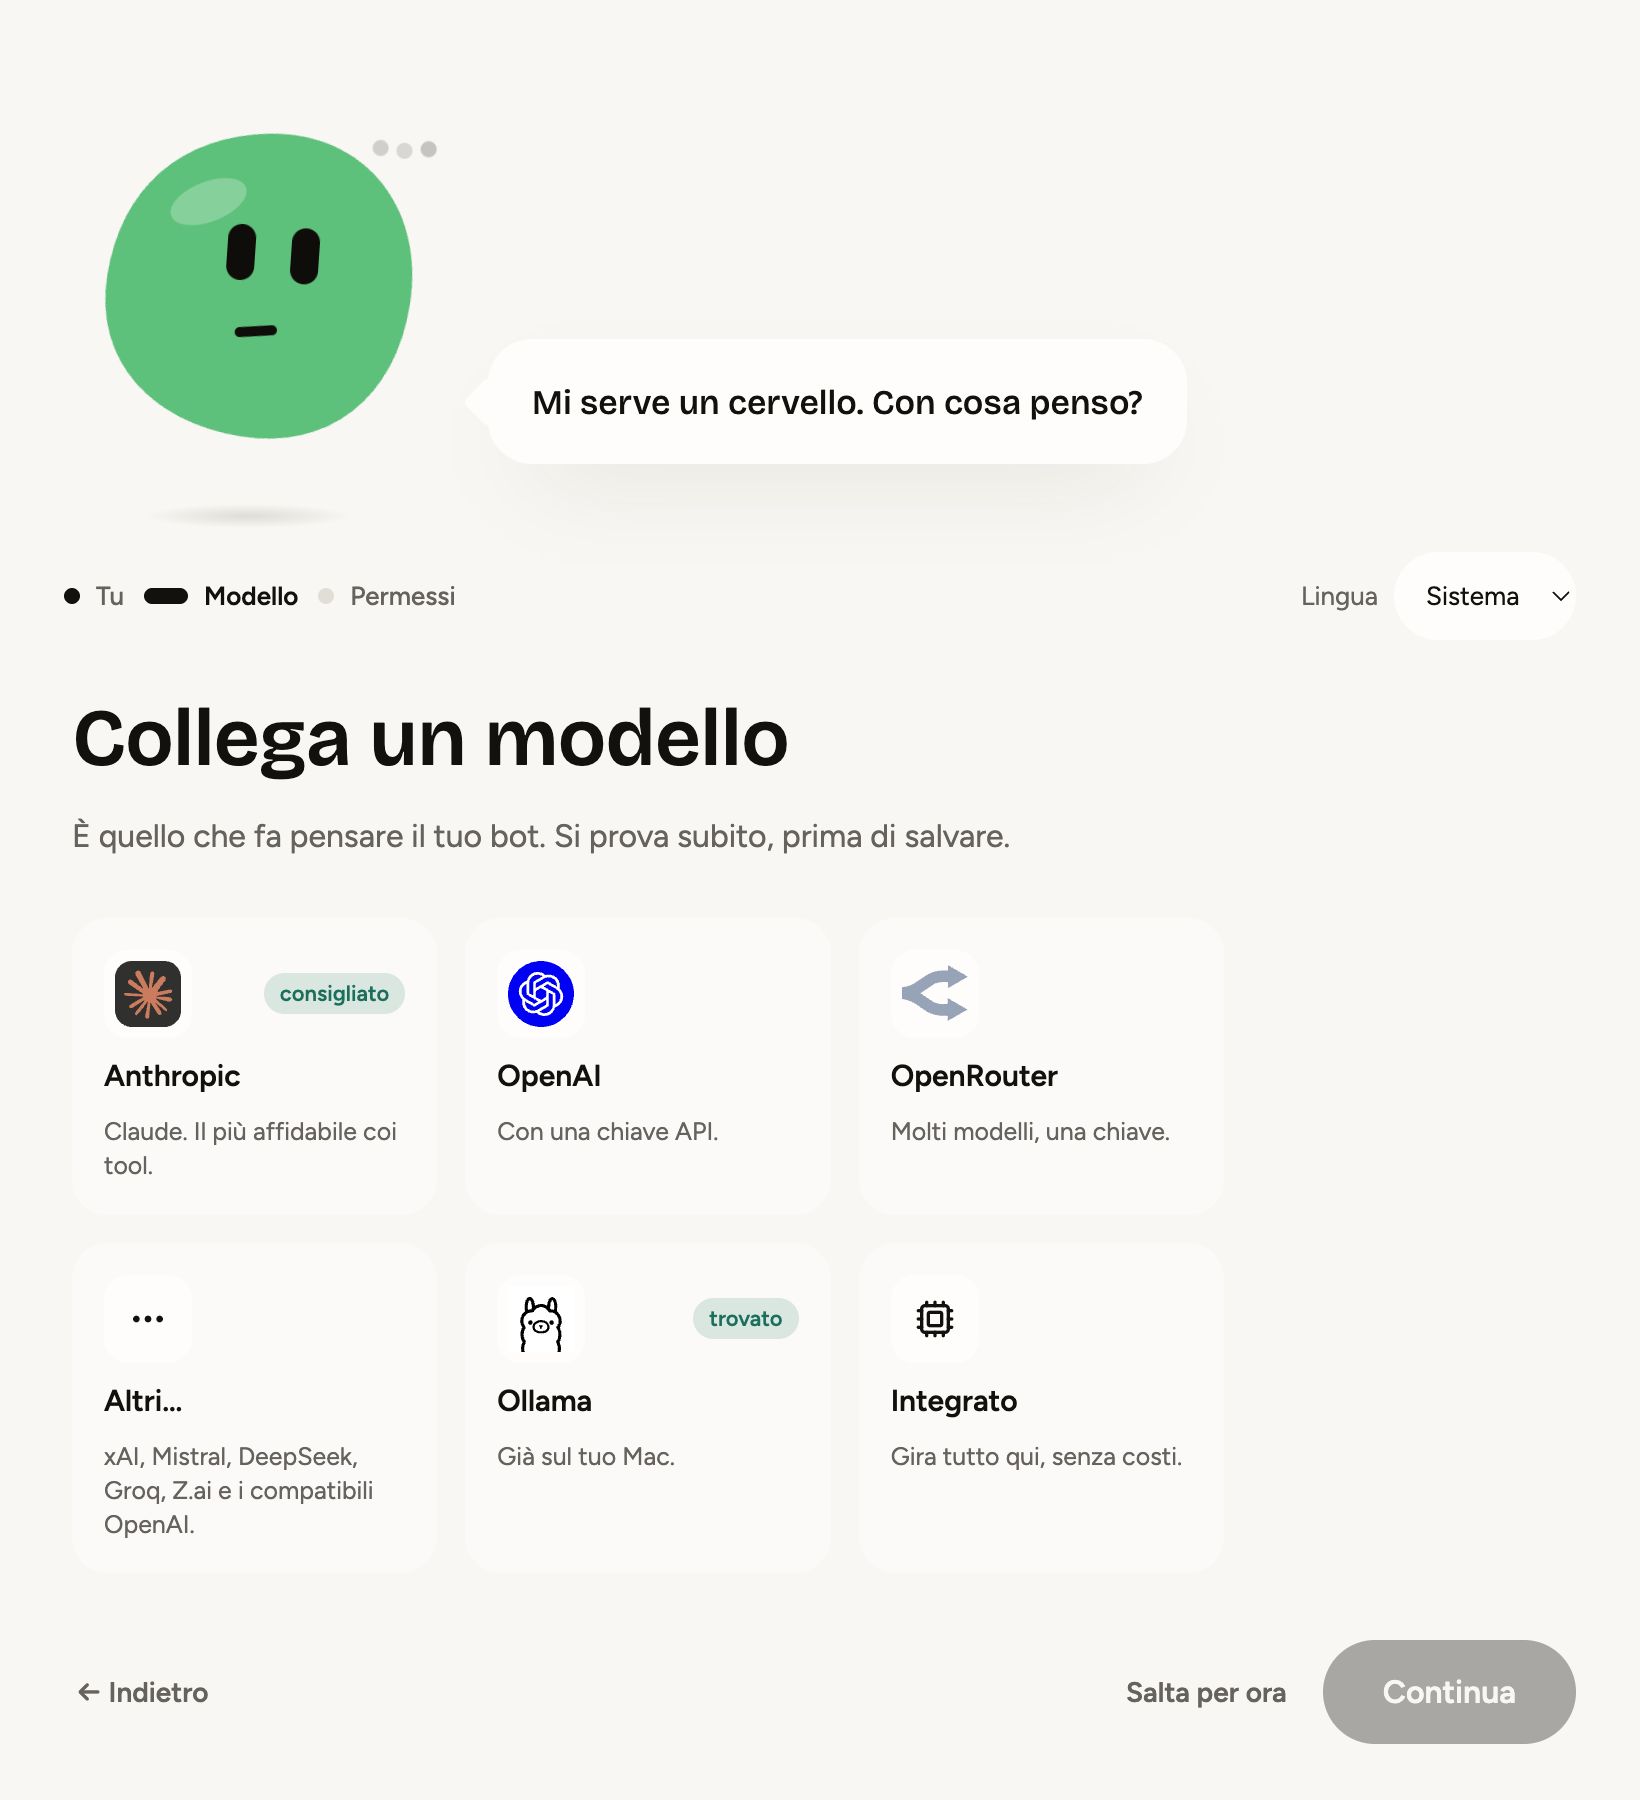 Mi serve un cervello. Con cosa penso?
Tu Modello Permessi
Lingua Sistema
Collega un modello
È quello che fa pensare il tuo bot. Si prova subito, prima di salvare.
consigliato
Anthropic
Claude. Il più affidabile coi
tool.
OpenAI
Con una chiave API.
OpenRouter
Molti modelli, una chiave.
Altri...
xAI, Mistral, DeepSeek,
Groq, Z.ai e i compatibili
OpenAI.
trovato
Ollama
Già sul tuo Mac.
Integrato
Gira tutto qui, senza costi.
← Indietro
Salta per ora
Continua